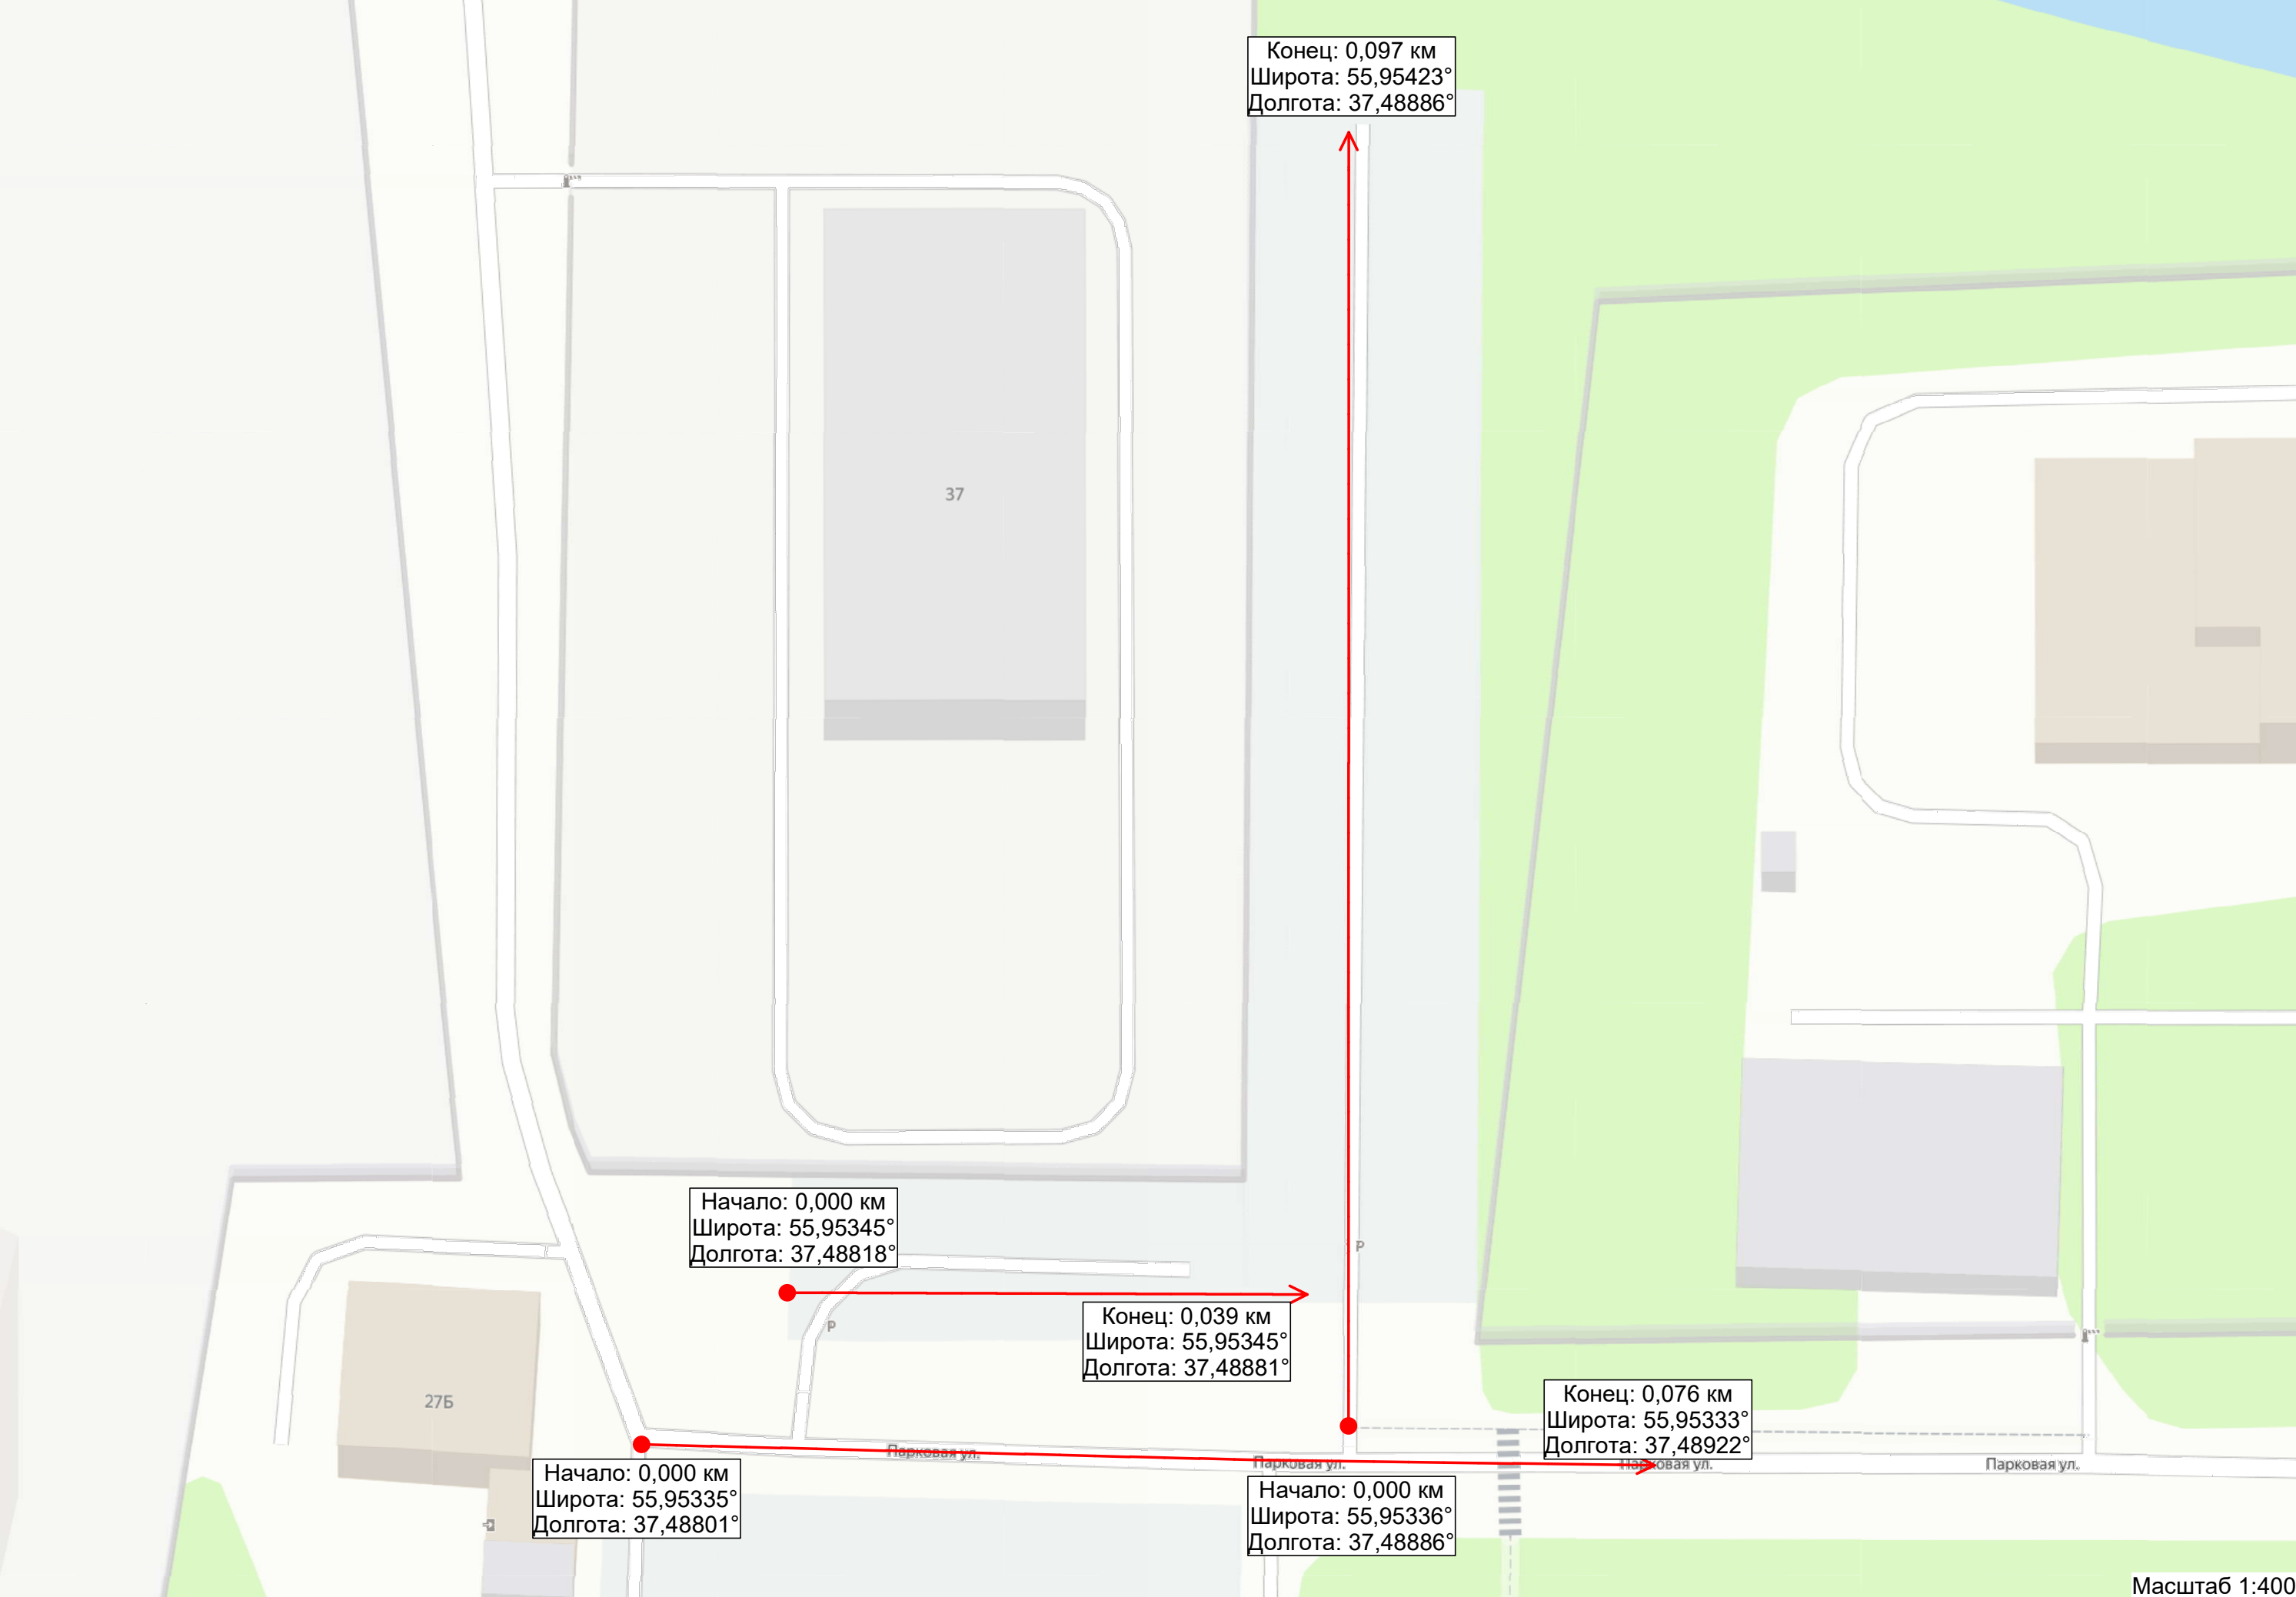 Конец: 0,097 км
Широта: 55,95423°
Долгота: 37,48886°
37
Начало: 0,000 км
Широта: 55,95345°
Долгота: 37,48818°
P
Конец: 0,039 км
Широта: 55,95345°
Долгота: 37,48881°
P
Конец: 0,076 км
Широта: 55,95333°
Долгота: 37,48922°
27Б
Парковая ул.
Парковая ул.
Парковая ул.
Парковая ул.
Начало: 0,000 км
Широта: 55,95335°
Долгота: 37,48801°
Начало: 0,000 км
Широта: 55,95336°
Долгота: 37,48886°
Масштаб 1:400